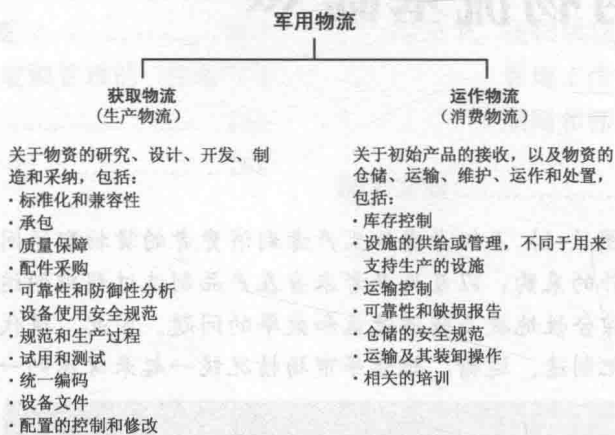 军用物流
获取物流
（生产物流）
关于物资的研究、设计、开发、制
造和采纳，包括：
·标准化和兼容性
·承包
·质量保障
·配件采购
·可靠性和防御性分析
·设备使用安全规范
·规范和生产过程
·试用和测试
·统一编码
·设备文件
·配置的控制和修改
运作物流
（消费物流）
关于初始产品的接收，以及物资的
仓储、运输、维护、运作和处置，
包括：
·库存控制
·设施的供给或管理，不同于用来
支持生产的设施
·运输控制
·可靠性和缺损报告
·仓储的安全规范
·运输及其装卸操作
·相关的培训